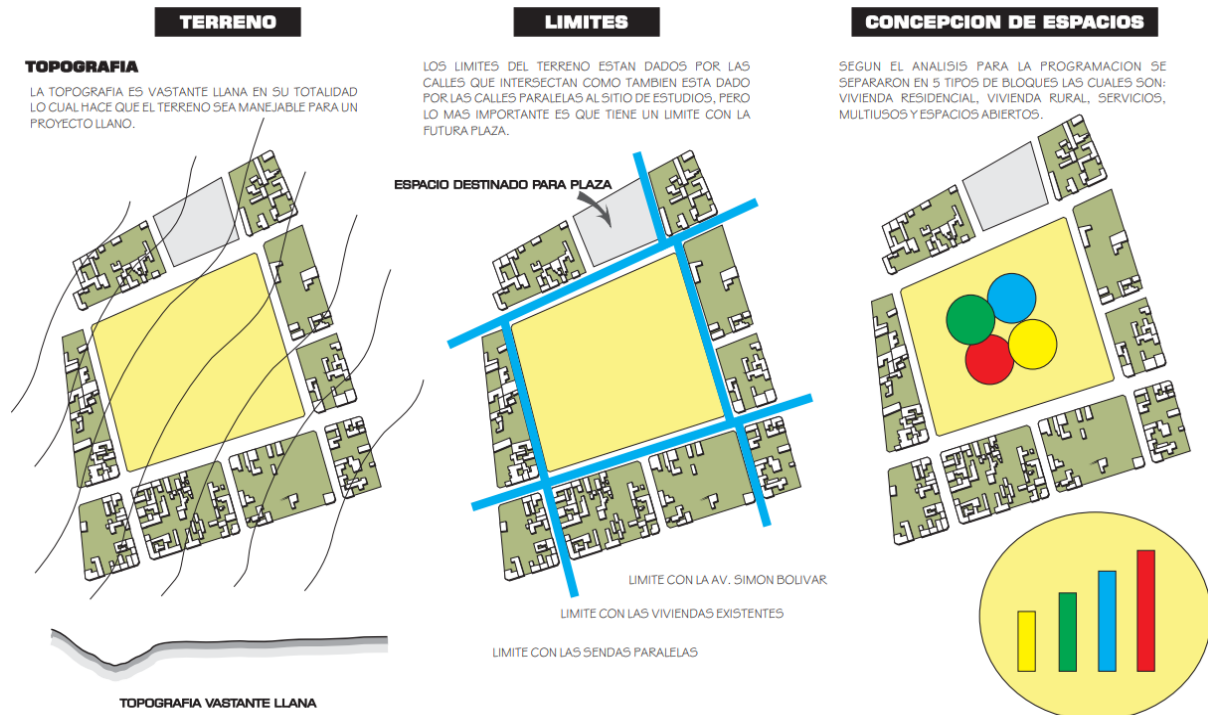 TERRENO
TOPOGRAFIA
LA TOPOGRAFIA ES VASTANTE LLANA EN SU TOTALIDAD
LO CUAL HACE QUE EL TERRENO SEA MANEJABLE PARA UN
PROYECTO LLANO.
TOPOGRAFIA VASTANTE LLANA
LIMITES
LOS LIMITES DEL TERRENO ESTAN DADOS POR LAS
CALLES QUE INTERSECTAN COMO TAMBIEN ESTA DADO
POR LAS CALLES PARALELAS AL SITIO DE ESTUDIOS, PERO
LO MAS IMPORTANTE ES QUE TIENE UN LIMITE CON LA
FUTURA PLAZA.
ESPACIO DESTINADO PARA PLAZA
LIMITE CON LA AV. SIMON BOLIVAR
LIMITE CON LAS VIVIENDAS EXISTENTES
LIMITE CON LAS SENDAS PARALELAS
CONCEPCION DE ESPACIOS
SEGUN EL ANALISIS PARA LA PROGRAMACION SE
SEPARARON EN 5 TIPOS DE BLOQUES LAS CUALES SON:
VIVIENDA RESIDENCIAL, VIVIENDA RURAL, SERVICIOS,
MULTIUSOS Y ESPACIOS ABIERTOS.